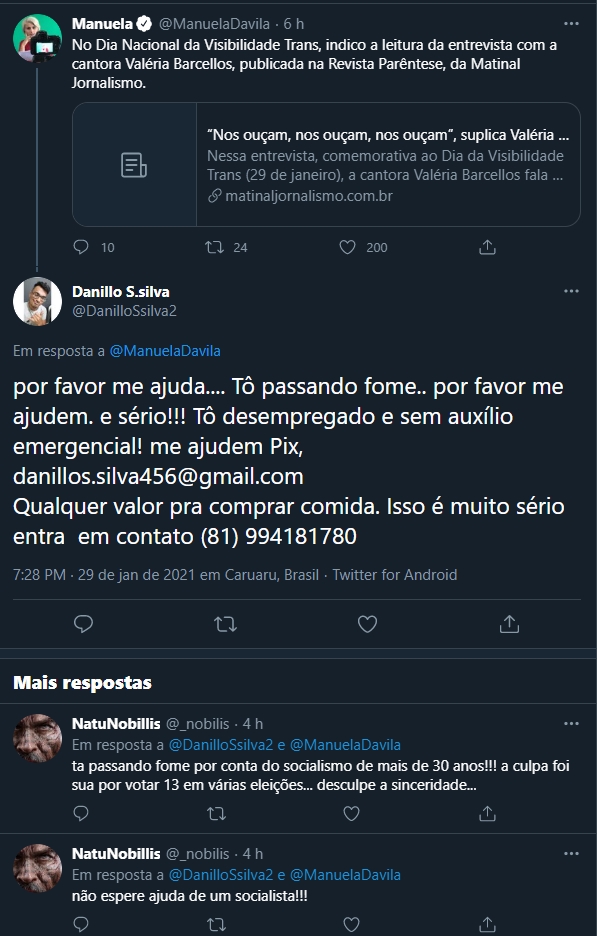 Manuela @ManuelaDavila · 6 h
No Dia Nacional da Visibilidade Trans, indico a leitura da entrevista com a
cantora Valéria Barcellos, publicada na Revista Parêntese, da Matinal
Jornalismo.
“Nos ouçam, nos ouçam, nos ouçam”, suplica Valéria ...
Nessa entrevista, comemorativa ao Dia da Visibilidade
Trans (29 de janeiro), a cantora Valéria Barcellos fala ...
matinaljornalismo.com.br
10 24 200
Danillo S.silva
@DanilloSsilva2
Em resposta a @ManuelaDavila
por favor me ajuda.... Tô passando fome.. por favor me
ajudem. e sério!!! Tô desempregado e sem auxílio
emergencial! me ajudem Pix,
danillos.silva456@gmail.com
Qualquer valor pra comprar comida. Isso é muito sério
entra  em contato (81) 994181780
7:28 PM · 29 de jan de 2021 em Caruaru, Brasil · Twitter for Android
Mais respostas
NatuNobillis @_nobilis · 4 h
Em resposta a @DanilloSsilva2 e @ManuelaDavila
ta passando fome por conta do socialismo de mais de 30 anos!!! a culpa foi
sua por votar 13 em várias eleições... desculpe a sinceridade...
NatuNobillis @_nobilis · 4 h
Em resposta a @DanilloSsilva2 e @ManuelaDavila
não espere ajuda de um socialista!!!